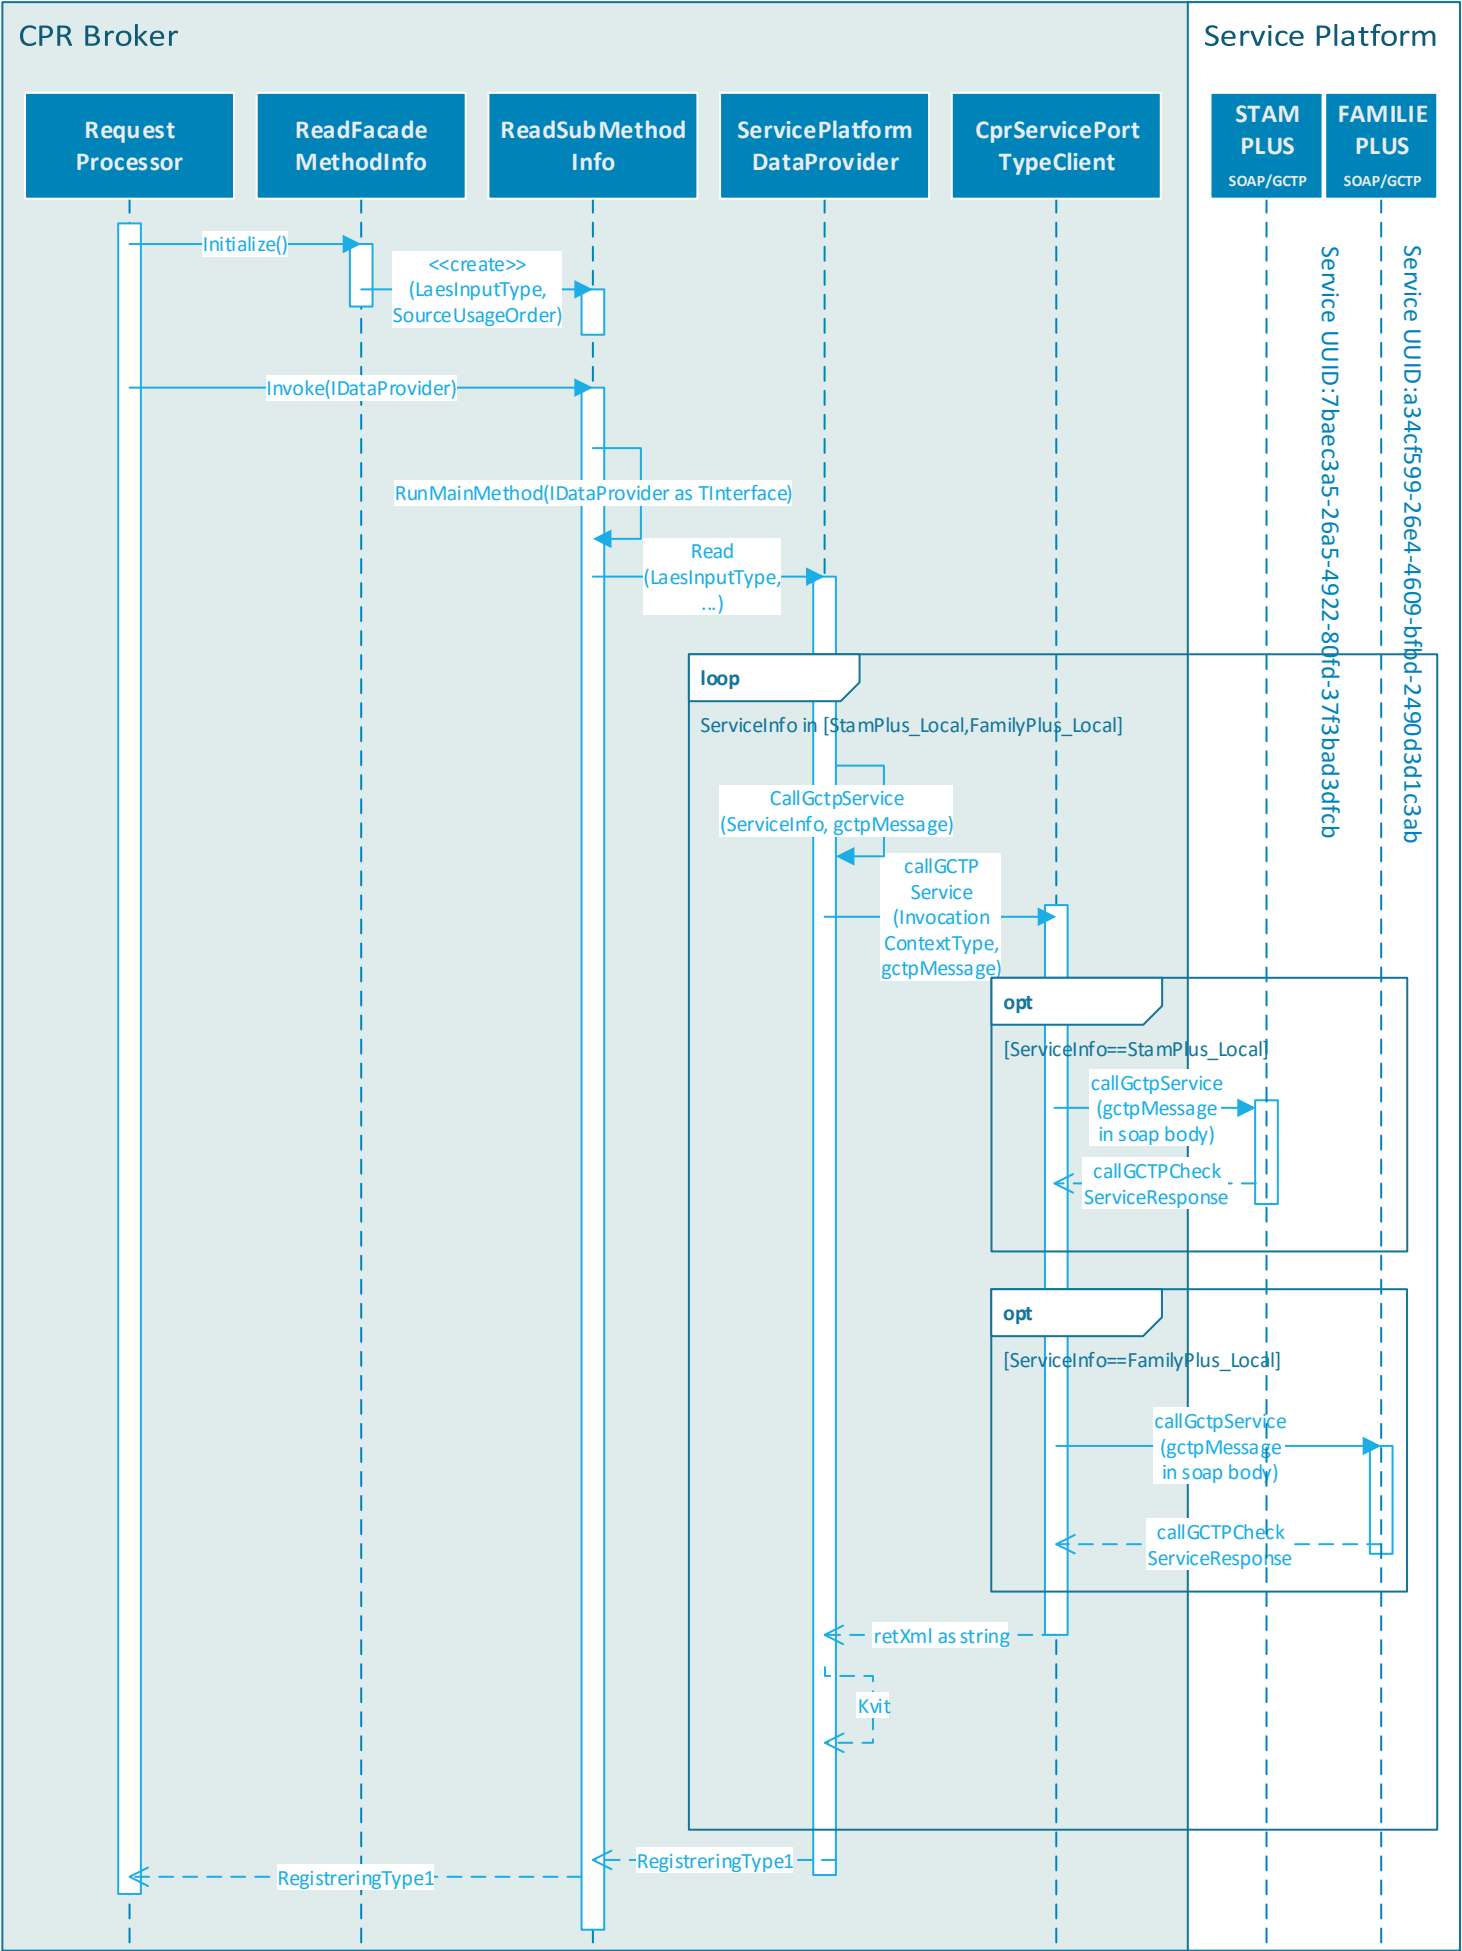 CPR Broker
Service Platform
Request
Processor
ReadFacade
MethodInfo
ReadSubMethod
Info
ServicePlatform
DataProvider
CprServicePort
TypeClient
STAM
PLUS
SOAP/GCTP
FAMILIE
PLUS
SOAP/GCTP
Initialize()
<<create>>
(LaesInputType,
SourceUsageOrder)
Service UUID:7baec3a5-26a5-4922-80fd-37f3bad3dfcb
Service UUID:a34cf599-26e4-4609-bfbd-2490d3d1c3ab
Invoke(IDataProvider)
RunMainMethod(IDataProvider as TInterface)
Read
(LaesInputType,
...)
loop
ServiceInfo in [StamPlus_Local,FamilyPlus_Local]
CallGctpService
(ServiceInfo, gctpMessage)
callGCTP
Service
(Invocation
ContextType,
gctpMessage)
opt
[ServiceInfo==StamPlus_Local]
callGctpService
(gctpMessage
in soap body)
callGCTPCheck
ServiceResponse
opt
[ServiceInfo==FamilyPlus_Local]
callGctpService
(gctpMessage
in soap body)
callGCTPCheck
ServiceResponse
retXml as string
Kvit
RegistreringType1
RegistreringType1